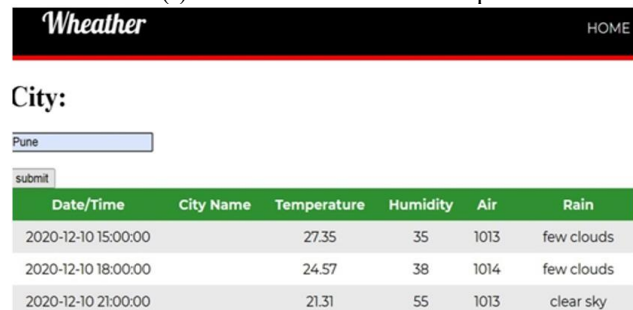 Wheather HOME
City:
Pune
submit
Date/Time City Name Temperature Humidity Air Rain
2020-12-10 15:00:00 27.35 35 1013 few clouds
2020-12-10 18:00:00 24.57 38 1014 few clouds
2020-12-10 21:00:00 21.31 55 1013 clear sky